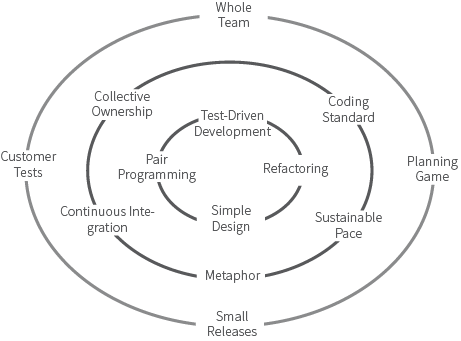 Whole
Team
Collective
Ownership
Coding
Standard
Test-Driven
Development
Customer
Tests
Pair
Programming
Refactoring
Planning
Game
Continuous Inte-
gration
Simple
Design
Sustainable
Pace
Metaphor
Small
Releases